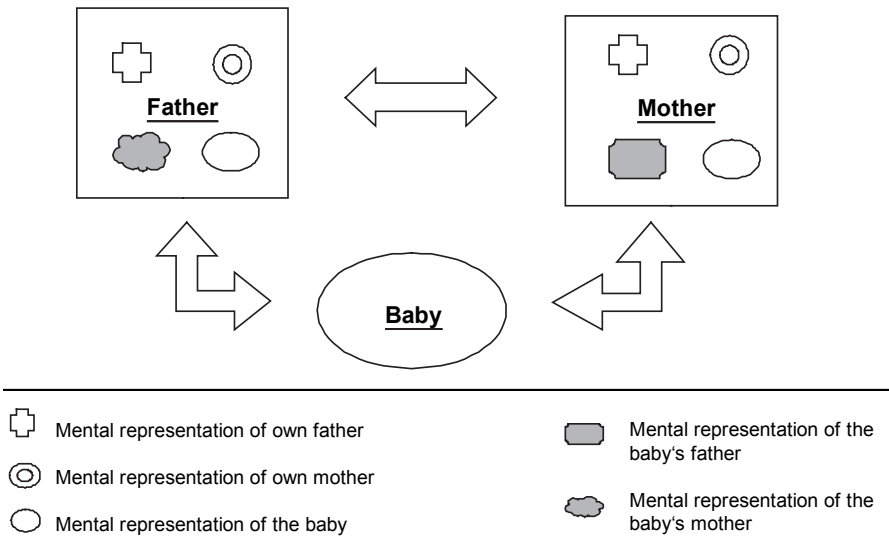 Father
Mother
Baby
Mental representation of own father
Mental representation of own mother
Mental representation of the baby
Mental representation of the
baby‘s father
Mental representation of the
baby‘s mother